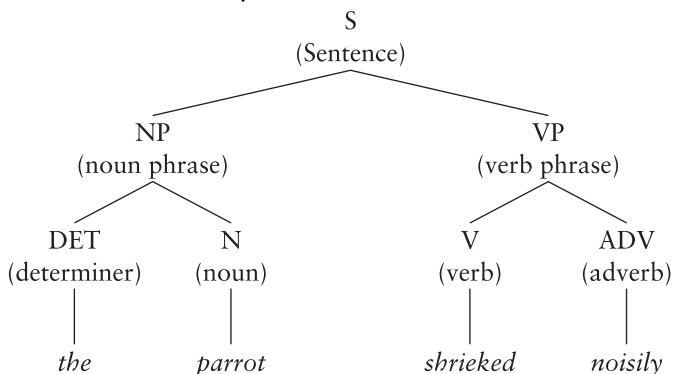 S
(Sentence)
NP VP
(noun phrase) (verb phrase)
DET N V ADV
(determiner) (noun) (verb) (adverb)
the parrot shrieked noisily